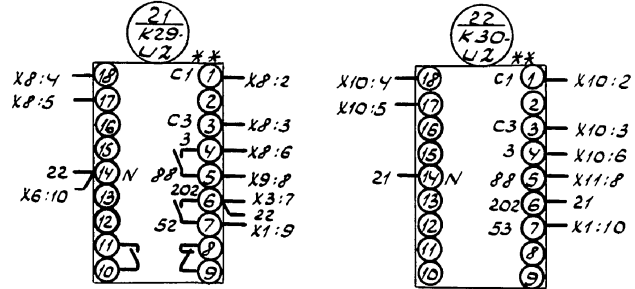 21
K29-
U2
**
X8:4 18 C1 1 X8:2
X8:5 17 2
16 C3 3 X8:3
15 3 4 X8:6
22 14 N 88 5 X9:8
X6:10 13 202 6 X3:7
22
12 52 7 X1:9
11 8
10 9
22
K30-
U2
**
X10:4 18 C1 1 X10:2
X10:5 17 2
16 C3 3 X10:3
15 3 4 X10:6
21 14 N 88 5 X11:8
13 202 6 21
12 53 7 X1:10
11 8
10 9